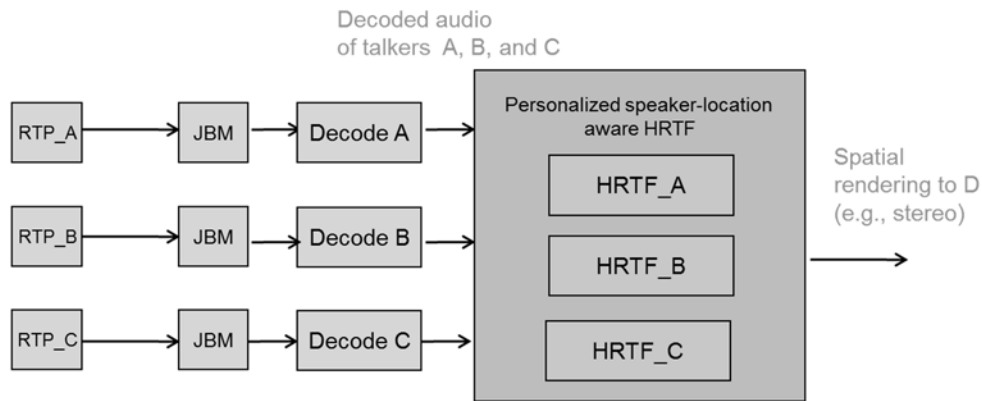 Decoded audio
of talkers A, B, and C
Personalized speaker-location
aware HRTF
RTP_A
JBM
Decode A
HRTF_A
Spatial
rendering to D
(e.g., stereo)
RTP_B
JBM
Decode B
HRTF_B
RTP_C
JBM
Decode C
HRTF_C